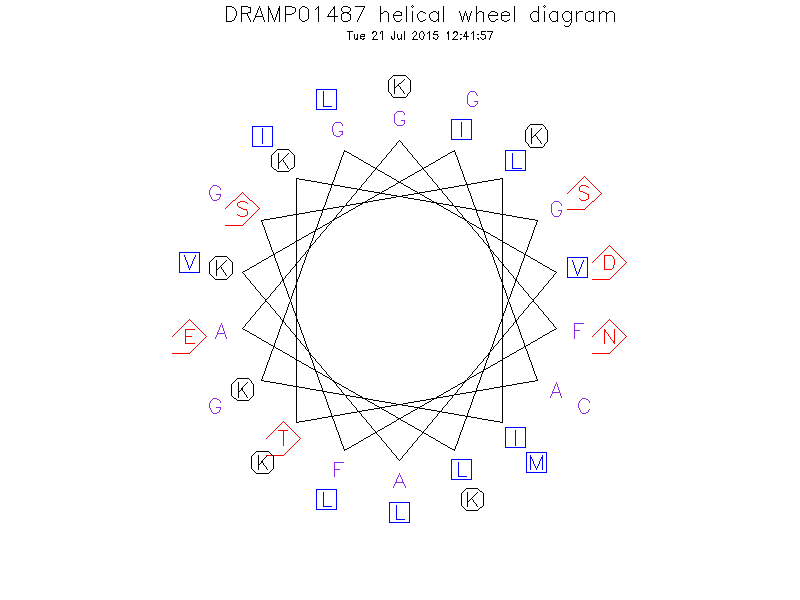 DRAMP01487 helical wheel diagram
Tue 21 Jul 2015 12:41:57
K
L G
G G I
I K L K
G S G S
V K V D
E A F N
G K A C
K T I M
F A L
L L K